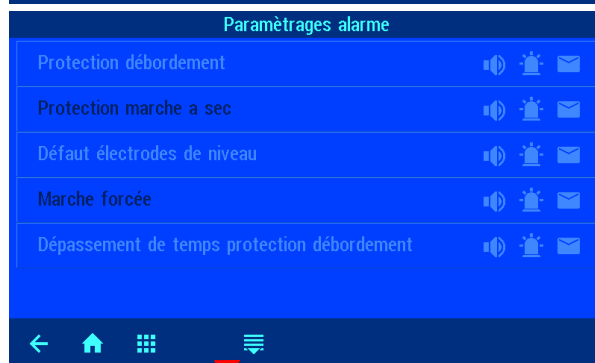 Paramètrages alarme
Protection débordement
Protection marche a sec
Défaut électrodes de niveau
Marche forcée
Dépassement de temps protection débordement